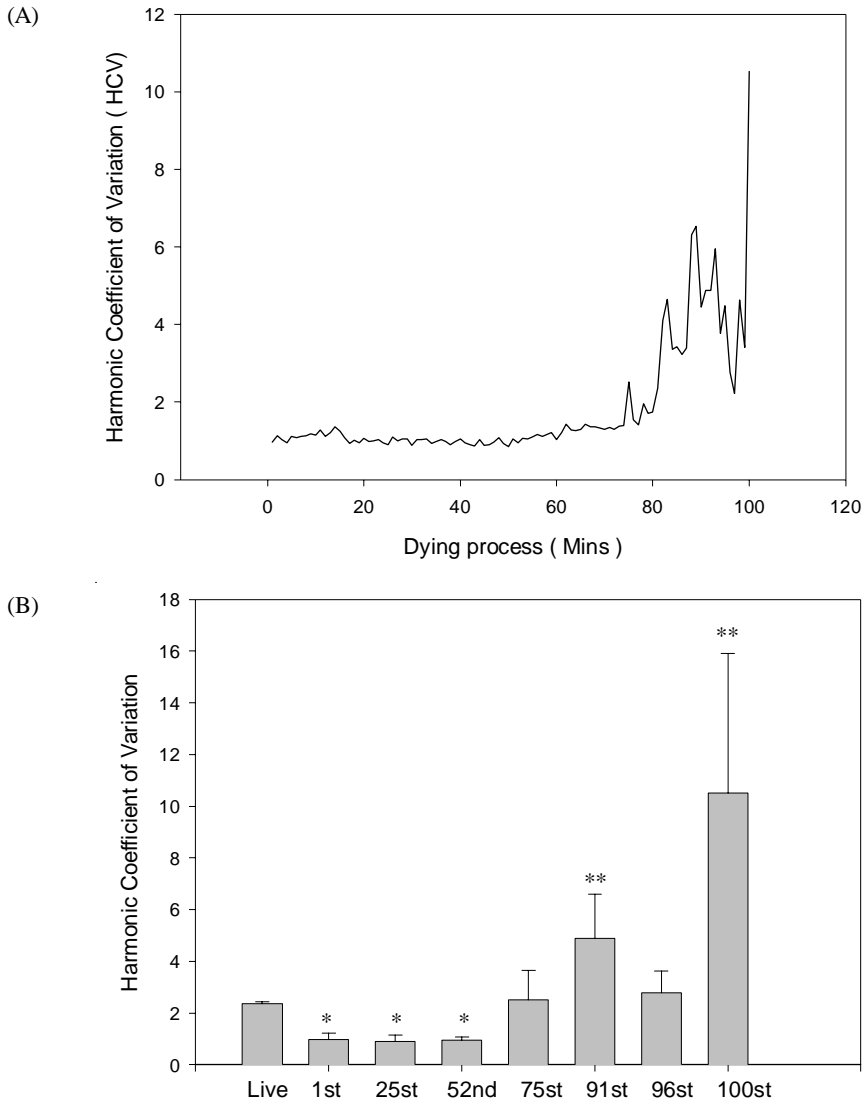 (A)
12
10
8
6
4
2
0
Harmonic Coefficient of Variation ( HCV)
0 20 40 60 80 100 120
Dying process ( Mins )
(B)
18
16
14
12
10
8
6
4
2
0
Harmonic Coefficient of Variation
* * * ** **
Live 1st 25st 52nd 75st 91st 96st 100st